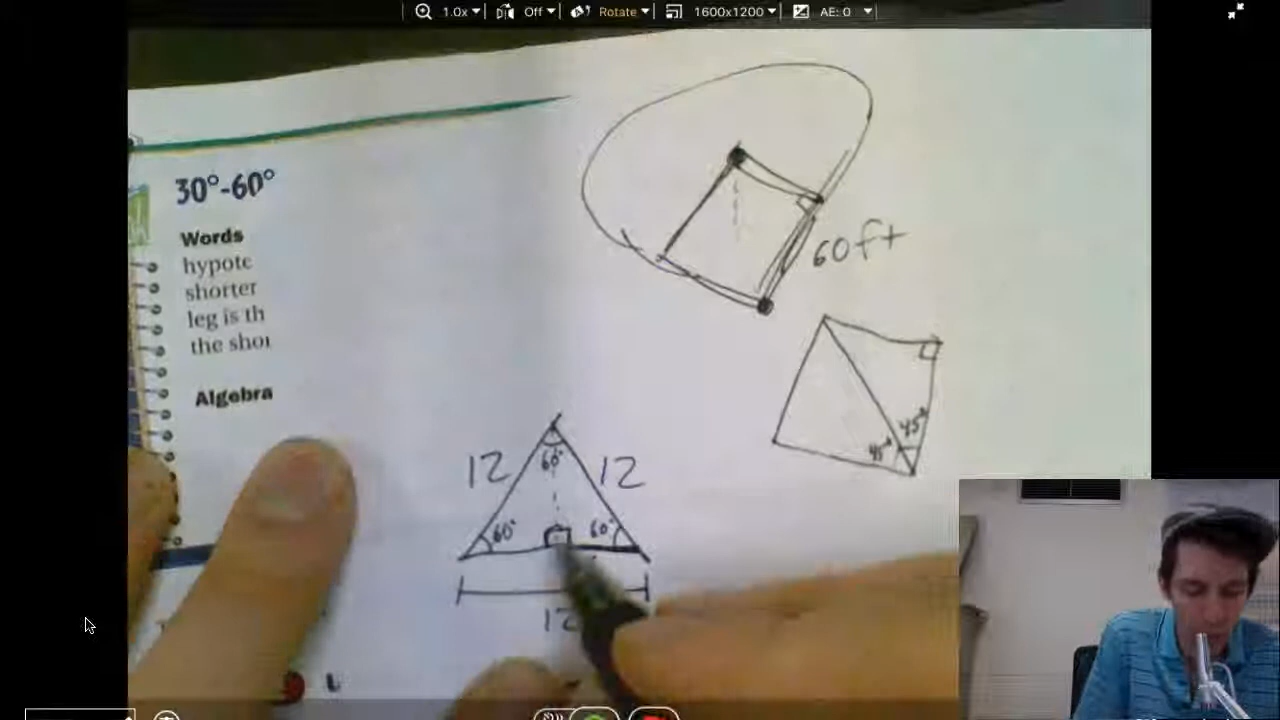 1.0x Off Rotate 1600x1200 AE: 0
30°-60°
Words
hypote
shorter
leg is th
the shor
Algebra
60ft
45° 45°
12 12
60°
60° 60°
12